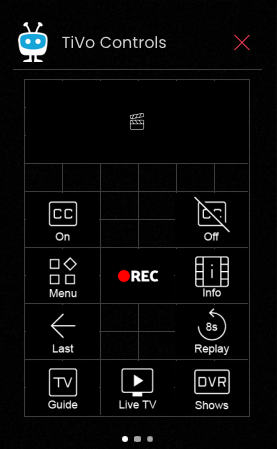 TiVo Controls
CC
CC
On
Off
REC
i
Menu
Info
8s
Last
Replay
TV
DVR
Guide
Live TV
Shows